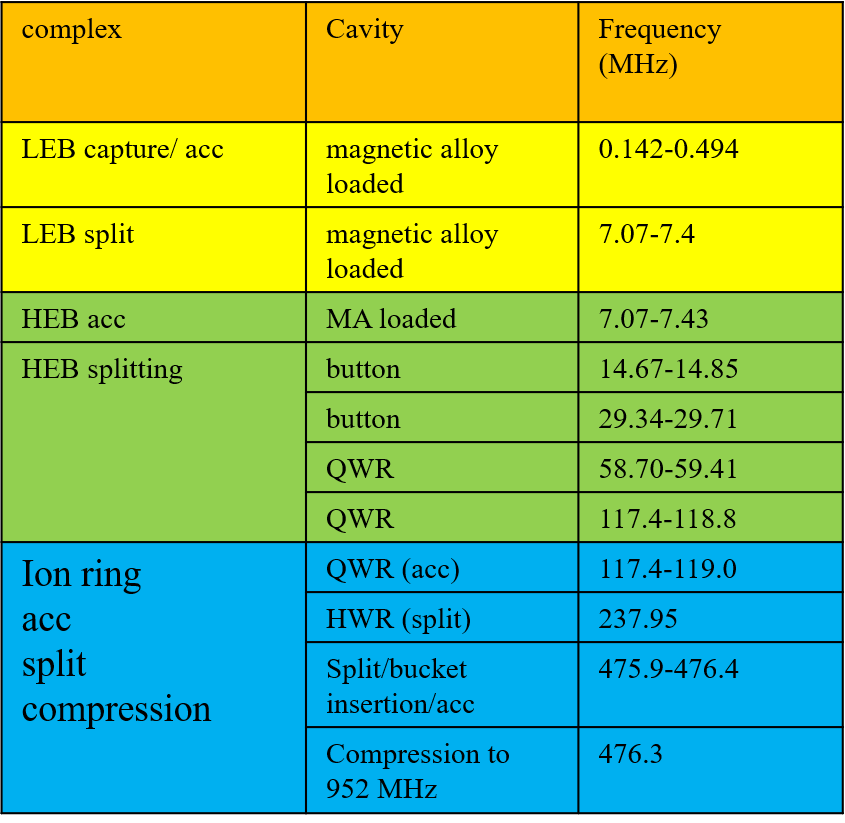 complex
Cavity
Frequency
(MHz)
LEB capture/ acc
magnetic alloy
loaded
0.142-0.494
LEB split
magnetic alloy
loaded
7.07-7.4
HEB acc
MA loaded
7.07-7.43
HEB splitting
button
14.67-14.85
button
29.34-29.71
QWR
58.70-59.41
QWR
117.4-118.8
Ion ring
acc
split
compression
QWR (acc)
117.4-119.0
HWR (split)
237.95
Split/bucket
insertion/acc
475.9-476.4
Compression to
952 MHz
476.3